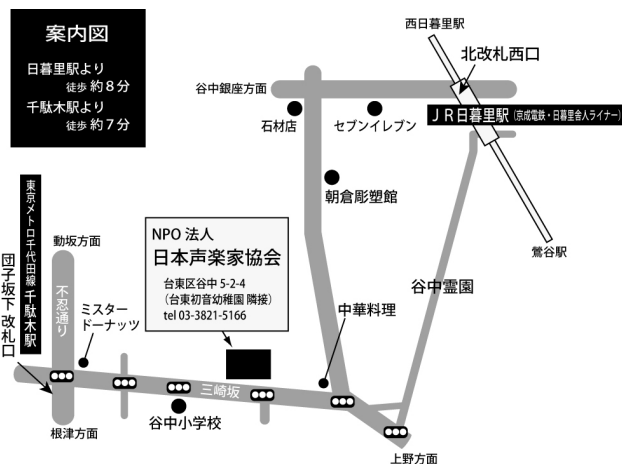 案内図
日暮里駅より
徒歩 約8分
千駄木駅より
徒歩 約7分
西日暮里駅
北改札西口
谷中銀座方面
石材店
セブンイレブン
JR日暮里駅(京成電鉄・日暮里舎人ライナー)
朝倉彫塑館
鶯谷駅
谷中霊園
東京メトロ千代田線 千駄木駅
団子坂下 改札口
動坂方面
不忍通り
ミスター
ドーナッツ
NPO 法人
日本声楽家協会
台東区谷中 5-2-4
(台東初音幼稚園 隣接)
tel 03-3821-5166
中華料理
三崎坂
谷中小学校
根津方面
上野方面